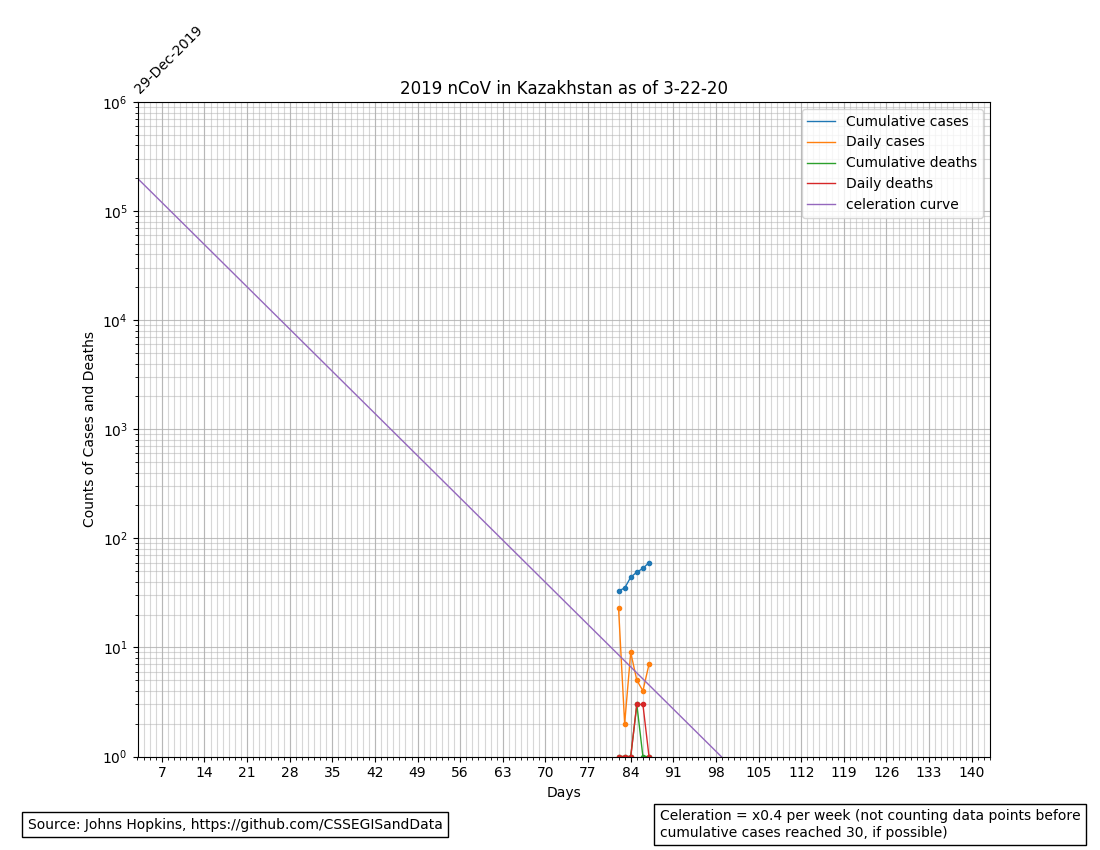 29-Dec-2019
2019 nCoV in Kazakhstan as of 3-22-20
Cumulative cases
Daily cases
Cumulative deaths
Daily deaths
celeration curve
Counts of Cases and Deaths
10^6
10^5
10^4
10^3
10^2
10^1
10^0
7 14 21 28 35 42 49 56 63 70 77 84 91 98 105 112 119 126 133 140
Days
Source: Johns Hopkins, https://github.com/CSSEGISandData
Celeration = x0.4 per week (not counting data points before
cumulative cases reached 30, if possible)